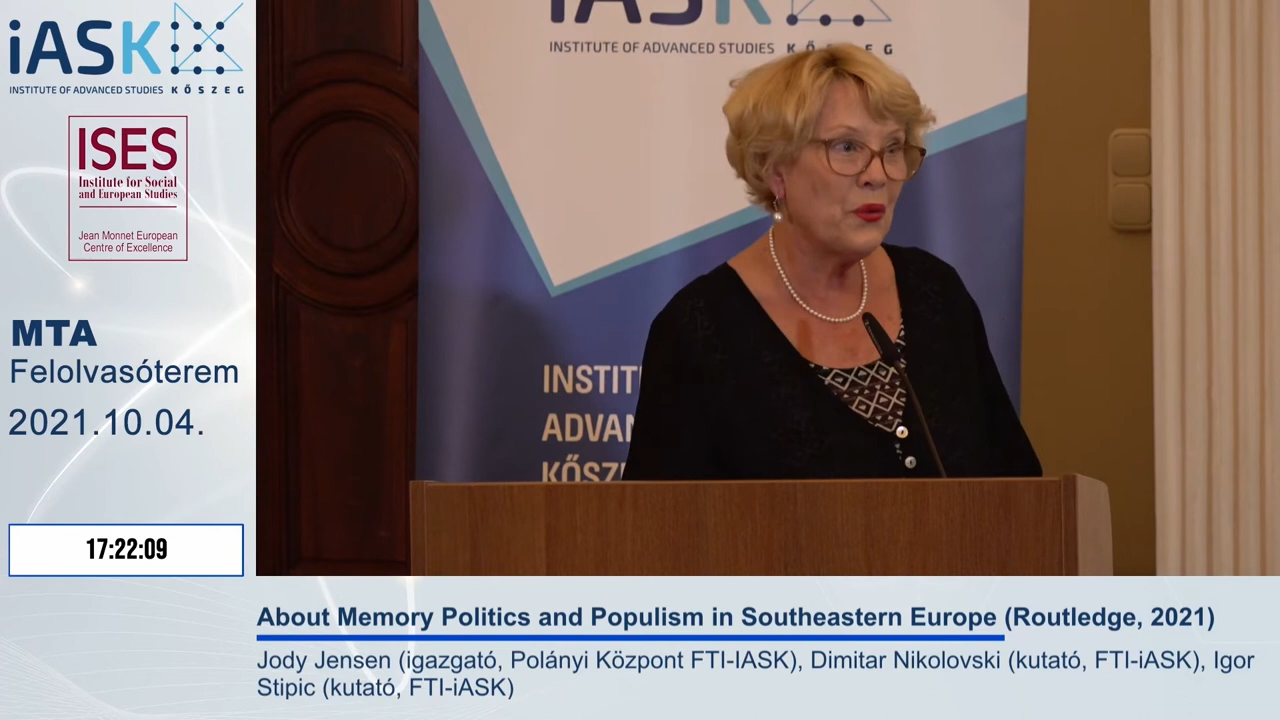 iASK
INSTITUTE OF ADVANCED STUDIES KŐSZEG
ISES
Institute for Social
and European Studies
Jean Monnet European
Centre of Excellence
MTA
Felolvasóterem
2021.10.04.
17:22:09
iASK
INSTITUTE OF ADVANCED STUDIES KŐSZEG
INSTIT
ADVAN
KŐSZE
About Memory Politics and Populism in Southeastern Europe (Routledge, 2021)
Jody Jensen (igazgató, Polányi Központ FTI-IASK), Dimitar Nikolovski (kutató, FTI-iASK), Igor
Stipic (kutató, FTI-iASK)